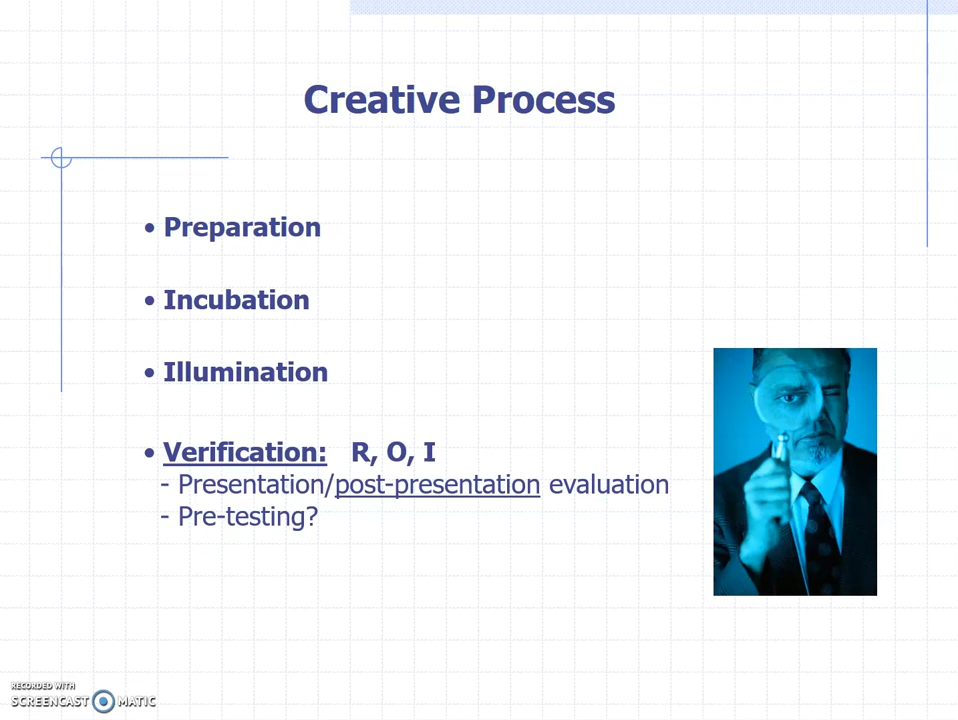 Creative Process
• Preparation
• Incubation
• Illumination
• Verification: R, O, I
- Presentation/post-presentation evaluation
- Pre-testing?
RECORDED WITH
SCREENCAST MATIC